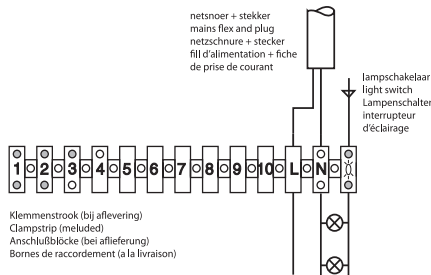 netsnoer + stekker
mains flex and plug
netzschnure + stecker
fill d'alimentation + fiche
de prise de courant
lampschakelaar
light switch
Lampenschalter
interrupteur
d'éclairage
1 2 3 4 5 6 7 8 9 10 L N
Klemmenstrook (bij aflevering)
Clampstrip (meluded)
Anschlußblöcke (bei aflieferung)
Bornes de raccordement (a la livraison)